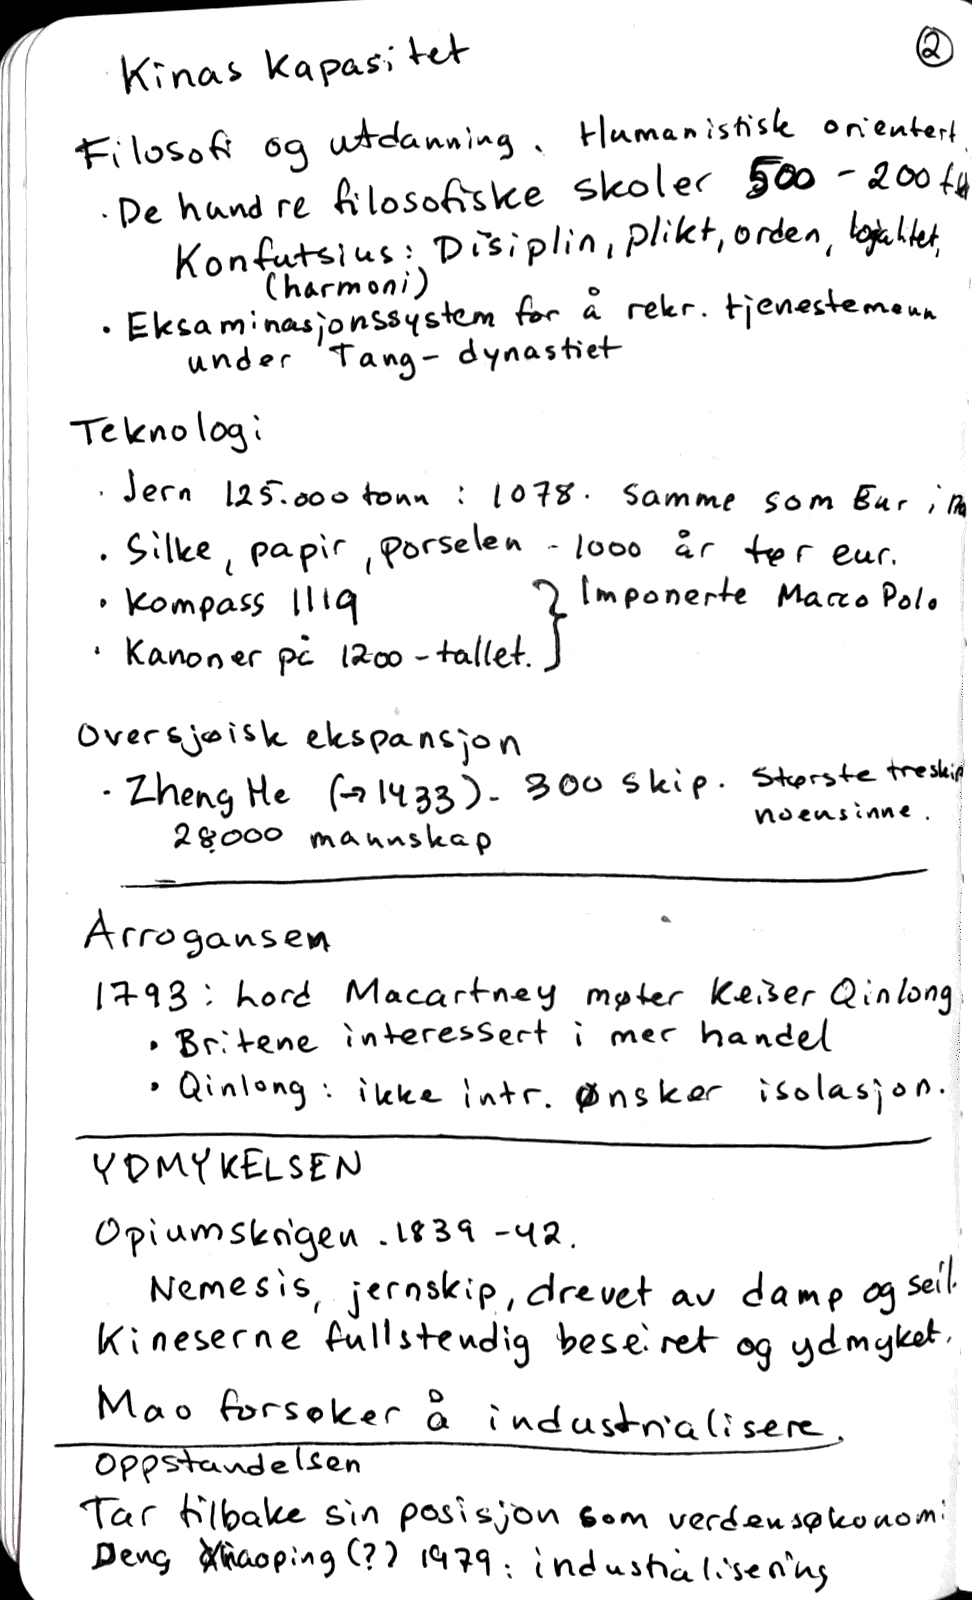 Kinas kapasitet
②
Filosofi og utdanning. Humanistisk orientert.
· De hundre filosofiske skoler 500 - 200 f.
Konfutsius: Disiplin, plikt, orden, lojalitet,
(harmoni)
· Eksaminasjonssystem for å rekr. tjenestemenn
under Tang-dynastiet
Teknologi
· Jern 125.000 tonn : 1078. Samme som Eur i
· Silke, papir, porselen - 1000 år før eur.
· Kompass 1119 } Imponerte Marco Polo
· Kanoner på 1200-tallet.
Oversjøisk ekspansjon
· Zheng He (→1433). 300 skip. Største treskip
noensinne.
28000 mannskap
Arrogansen
1793: Lord Macartney møter Keiser Qinlong
· Britene interessert i mer handel
· Qinlong: ikke intr. Ønsker isolasjon.
YDMYKELSEN
Opiumskrigen. 1839-42.
Nemesis, jernskip, drevet av damp og seil.
Kineserne fullstendig beseiret og ydmyket.
Mao forsøker å industrialisere.
Oppstandelsen
Tar tilbake sin posisjon som verdensøkonomi
Deng Xiaoping (?) 1979: industrialisering